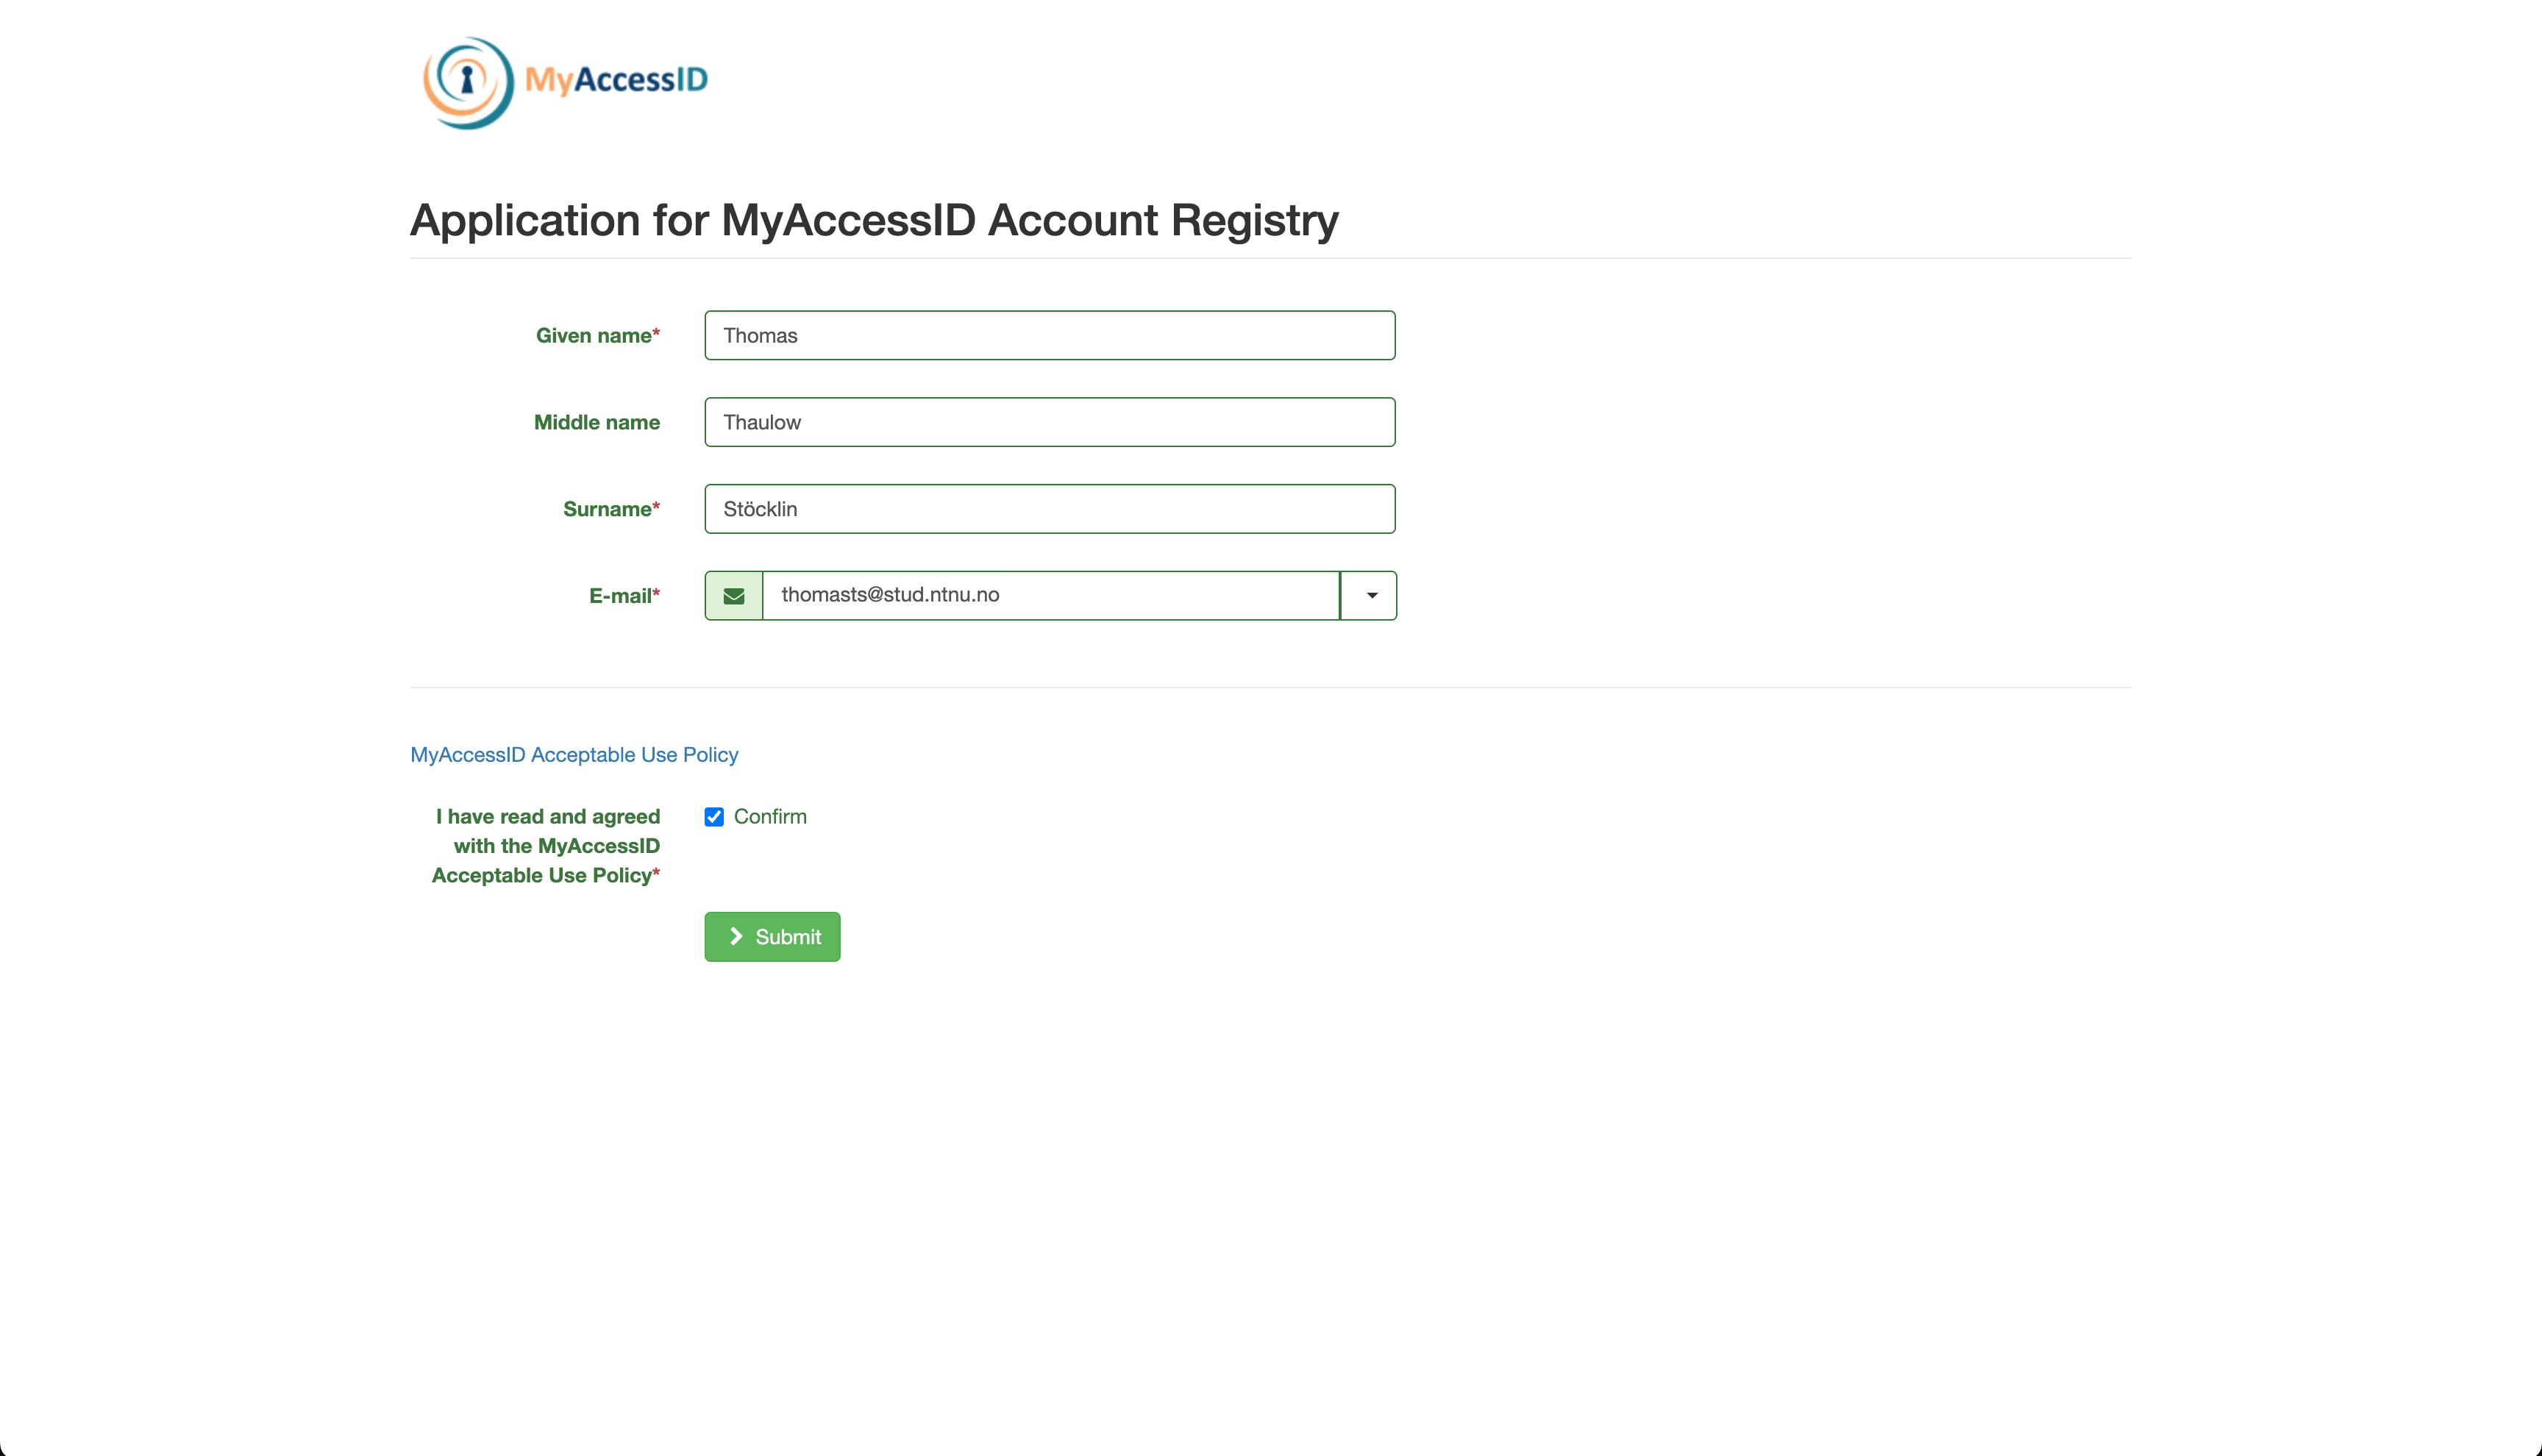 MyAccessID
Application for MyAccessID Account Registry
Given name*
Thomas
Middle name
Thaulow
Surname*
Stöcklin
E-mail*
thomasts@stud.ntnu.no
MyAccessID Acceptable Use Policy
I have read and agreed
with the MyAccessID
Acceptable Use Policy*
Confirm
Submit